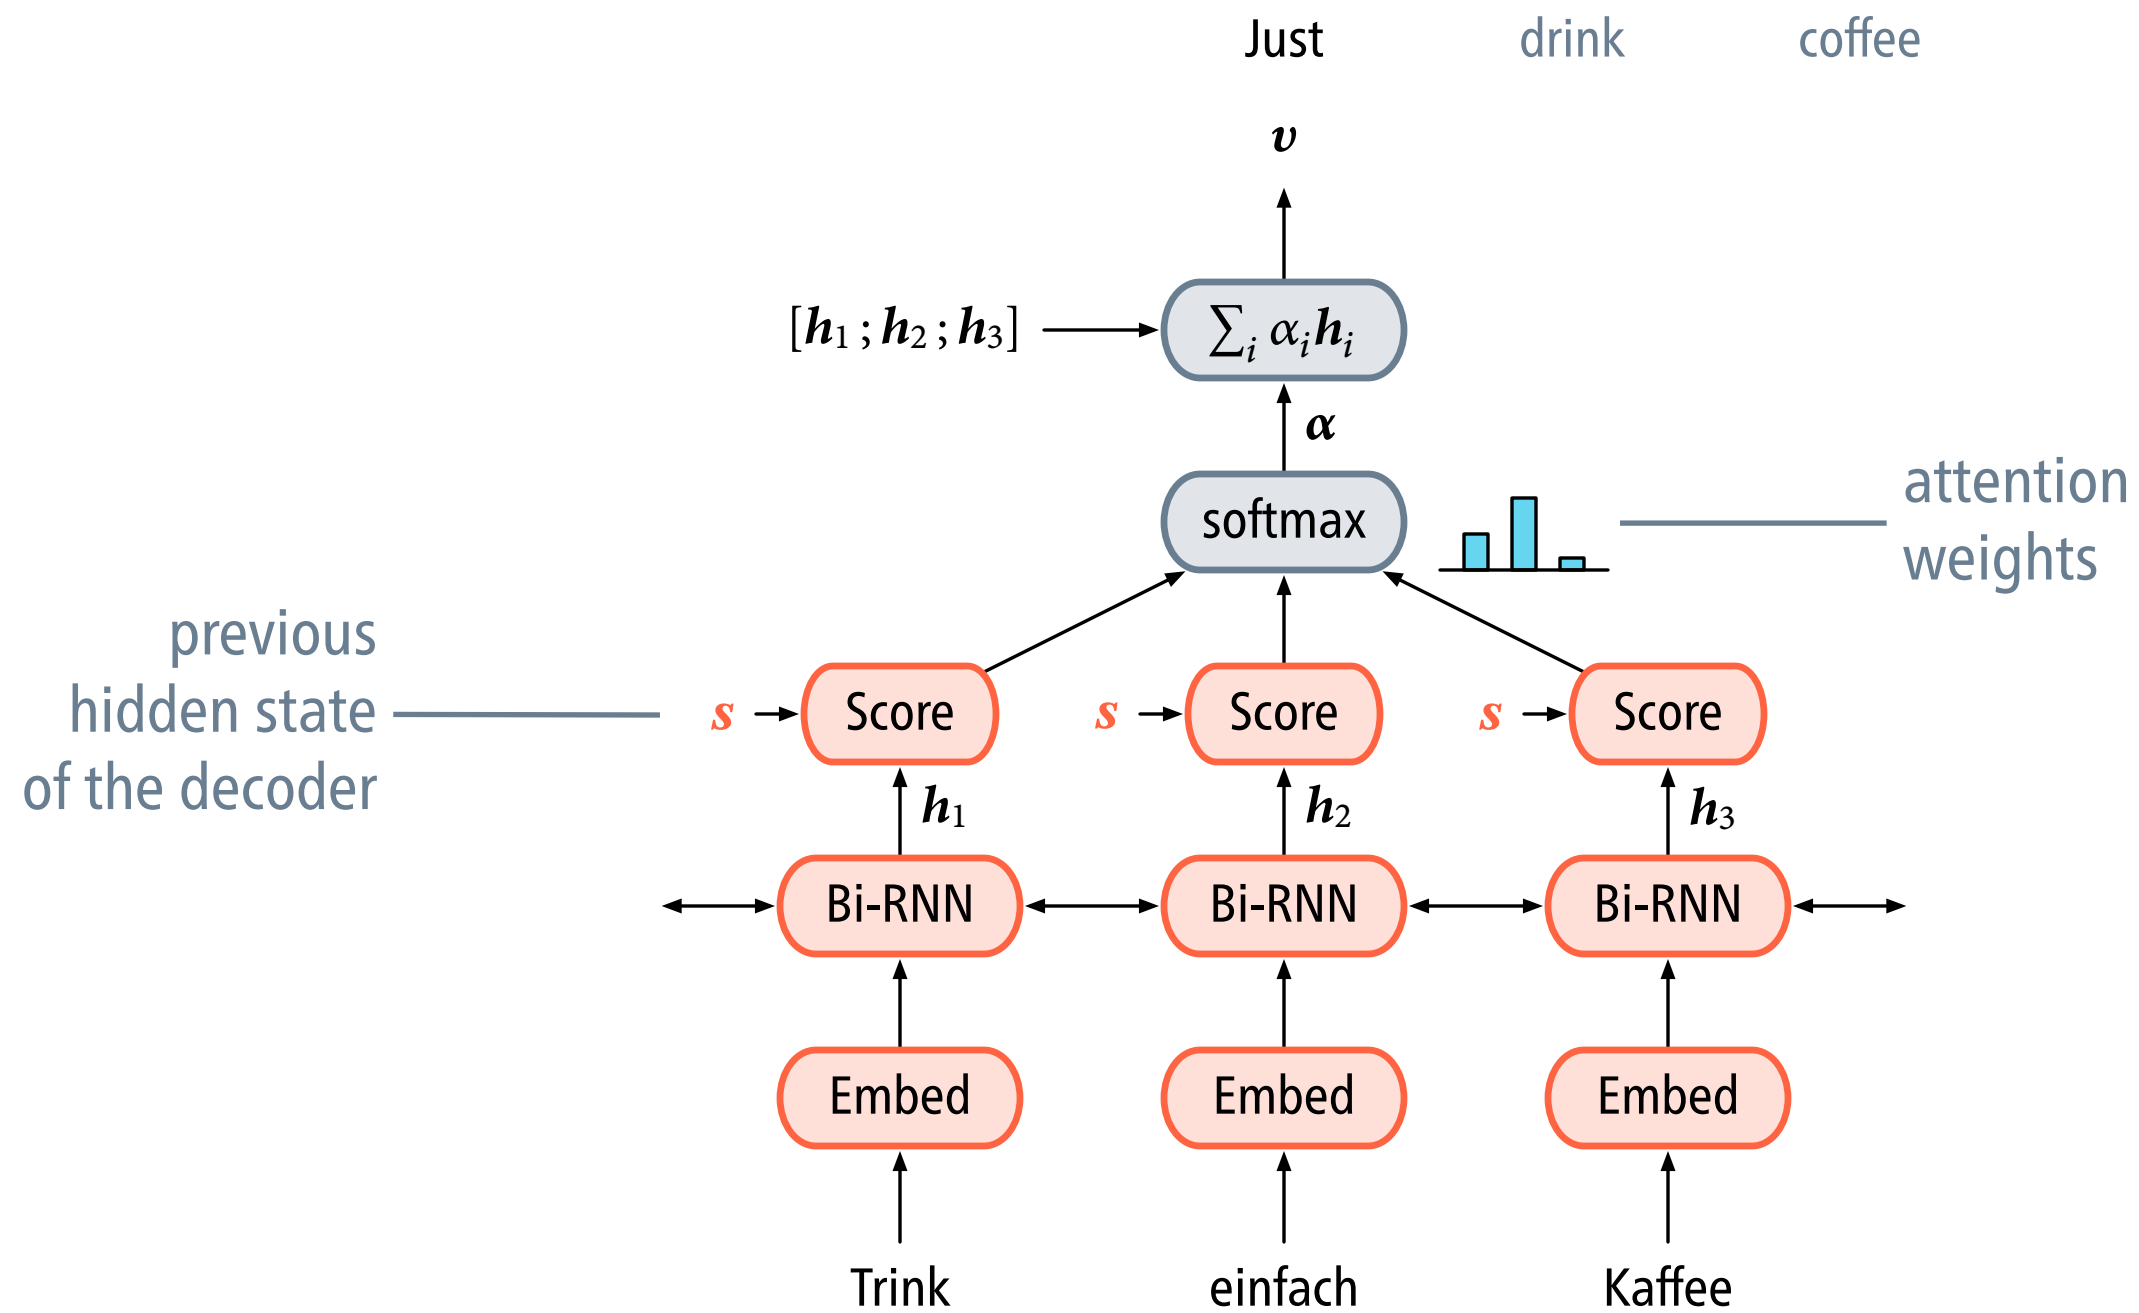 Just drink coffee
v
[h₁ ; h₂ ; h₃] ∑ᵢ αᵢhᵢ
α
softmax
attention
weights
previous
hidden state
of the decoder
s Score s Score s Score
h₁ h₂ h₃
Bi-RNN Bi-RNN Bi-RNN
Embed Embed Embed
Trink einfach Kaffee